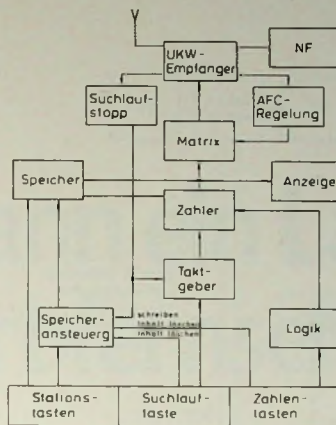 UKW-
Empfänger
NF
Suchlauf-
stopp
AFC-
Regelung
Matrix
Speicher
Anzeige
Zähler
Takt-
geber
schreiben
Inhalt löschen
Inhalt löschen
Speicher
ansteuerg
Logik
Stations-
tasten
Suchlauf-
taste
Zahlen-
tasten